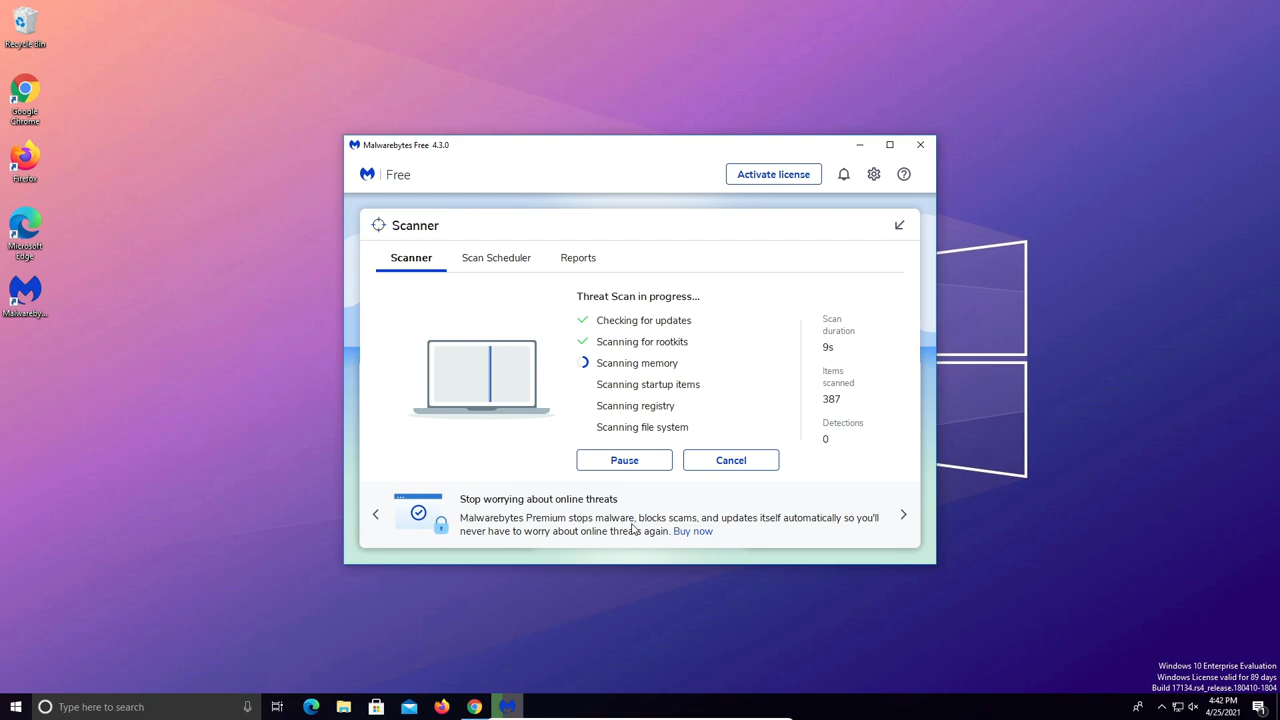 Recycle Bin
Google
Chrome
Firefox
Microsoft
Edge
Malwareby...
Malwarebytes Free 4.3.0
Free
Activate license
Scanner
Scanner
Scan Scheduler
Reports
Threat Scan in progress...
Checking for updates
Scanning for rootkits
Scanning memory
Scanning startup items
Scanning registry
Scanning file system
Scan
duration
9s
Items
scanned
387
Detections
0
Pause
Cancel
Stop worrying about online threats
Malwarebytes Premium stops malware, blocks scams, and updates itself automatically so you'll
never have to worry about online threats again. Buy now
Windows 10 Enterprise Evaluation
Windows License valid for 89 days
Build 17134.rs4_release.180410-1804
Type here to search
4:42 PM
4/25/2021
1